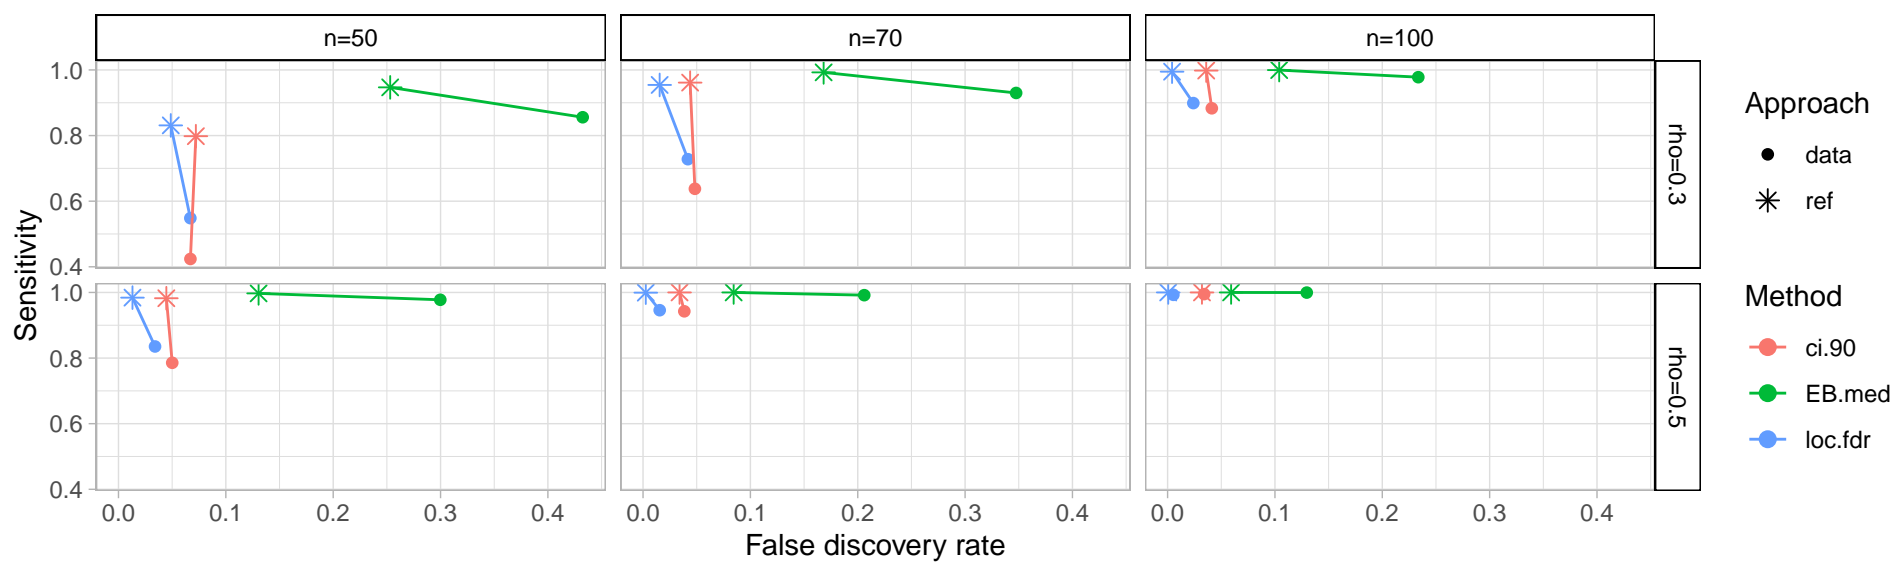 n=50
n=70
n=100
1.0
0.8
0.6
0.4
rho=0.3
1.0
0.8
0.6
0.4
rho=0.5
Sensitivity
0.0 0.1 0.2 0.3 0.4
0.0 0.1 0.2 0.3 0.4
0.0 0.1 0.2 0.3 0.4
False discovery rate
Approach
data
ref
Method
ci.90
EB.med
loc.fdr